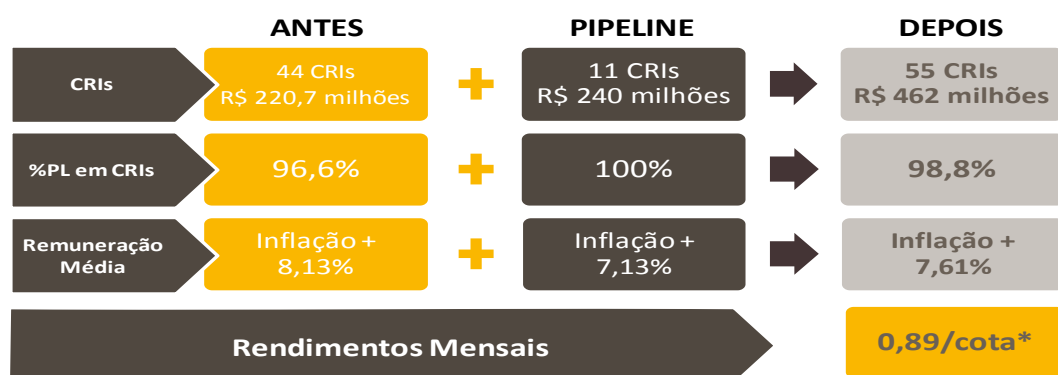 ANTES
PIPELINE
DEPOIS
CRIs
44 CRIs
R$ 220,7 milhões
11 CRIs
R$ 240 milhões
55 CRIs
R$ 462 milhões
%PL em CRIs
96,6%
100%
98,8%
Remuneração
Média
Inflação +
8,13%
Inflação +
7,13%
Inflação +
7,61%
Rendimentos Mensais
0,89/cota*